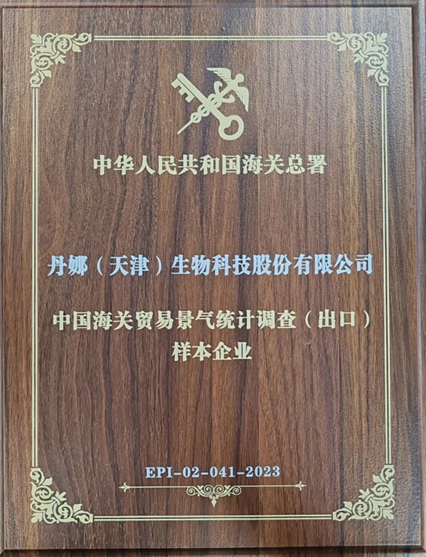 中华人民共和国海关总署
丹娜（天津）生物科技股份有限公司
中国海关贸易景气统计调查（出口）
样本企业
EPI-02-041-2023